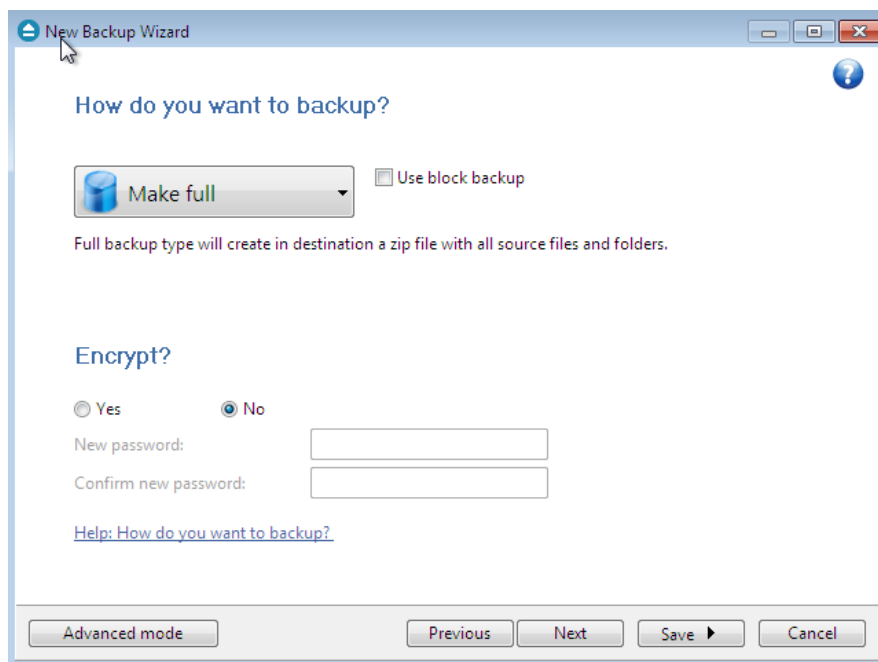 New Backup Wizard
?
How do you want to backup?
Make full
Use block backup
Full backup type will create in destination a zip file with all source files and folders.
Encrypt?
Yes No
New password:
Confirm new password:
Help: How do you want to backup?
Advanced mode Previous Next Save Cancel